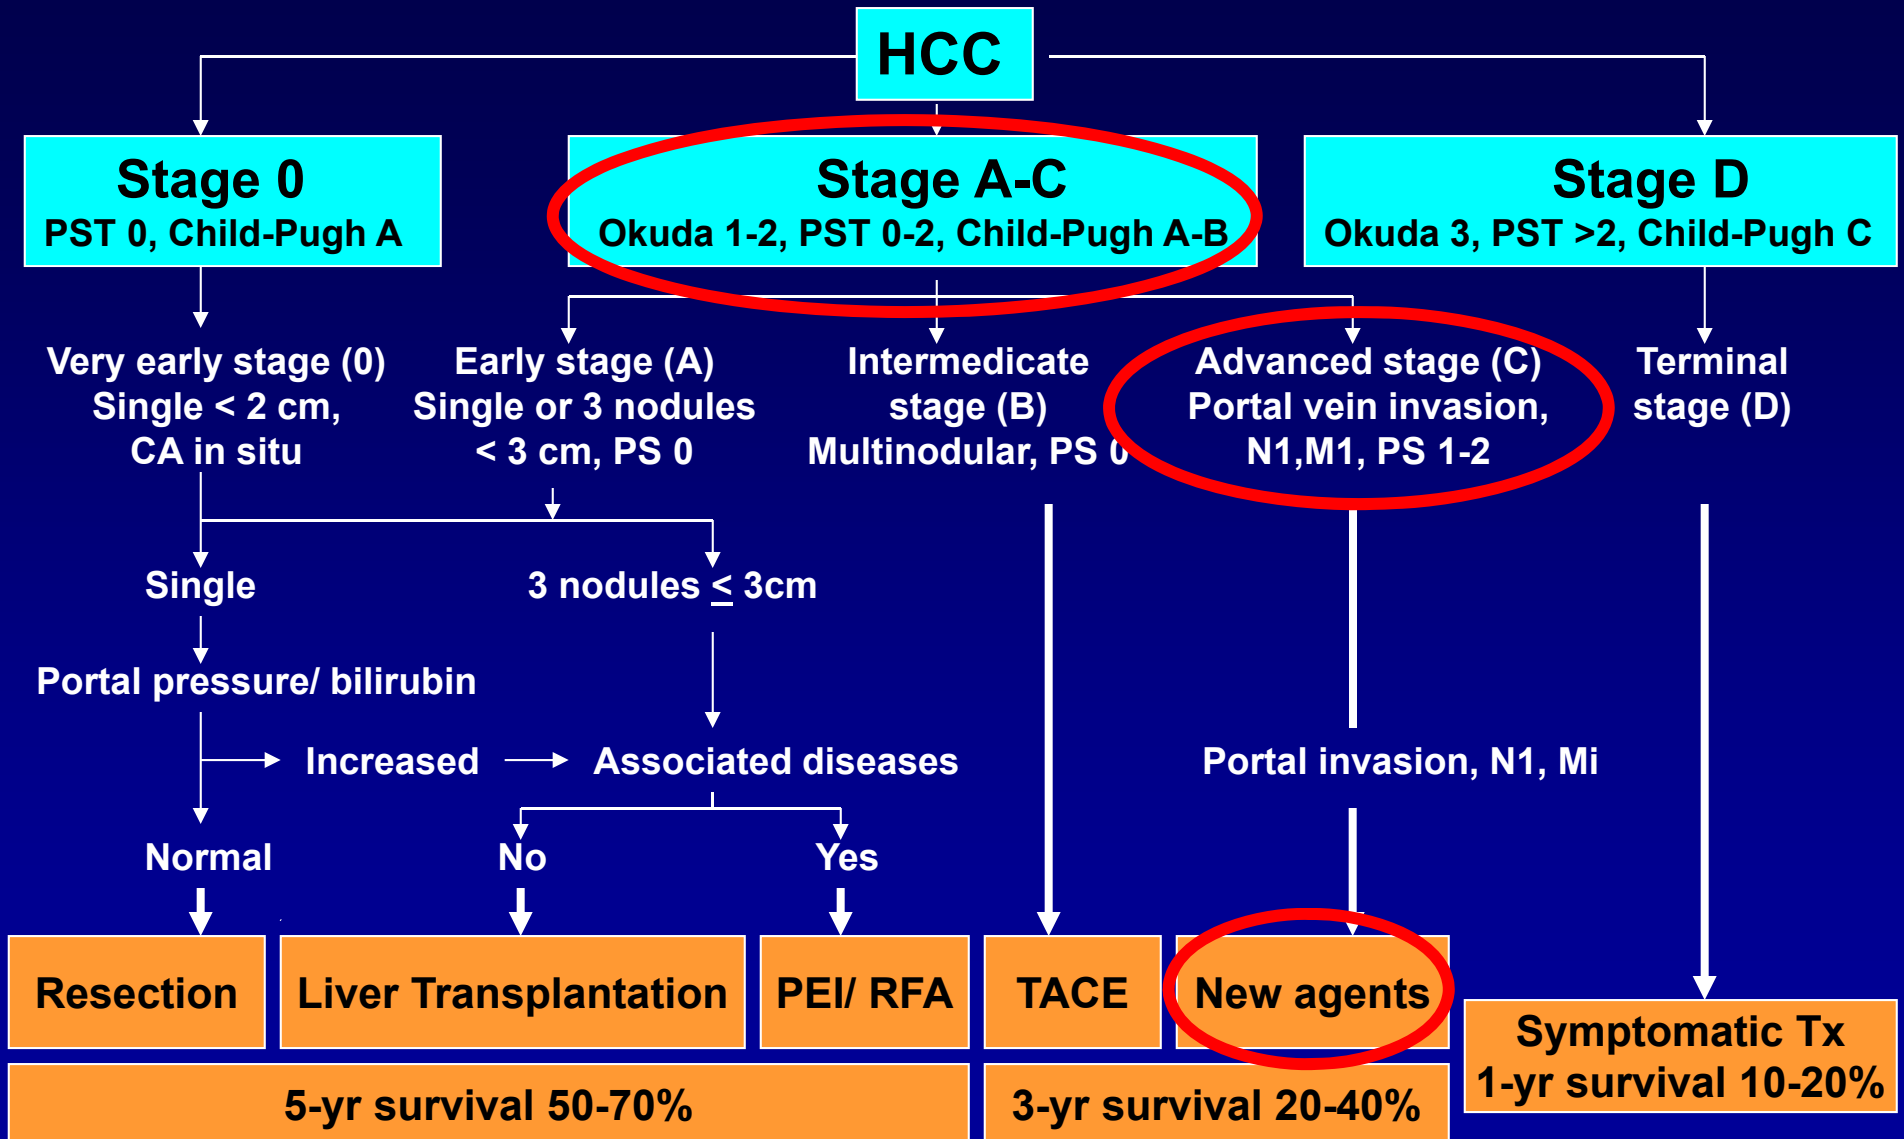 HCC
Stage 0
PST 0, Child-Pugh A
Stage A-C
Okuda 1-2, PST 0-2, Child-Pugh A-B
Stage D
Okuda 3, PST >2, Child-Pugh C
Very early stage (0)
Single < 2 cm,
CA in situ
Early stage (A)
Single or 3 nodules
< 3 cm, PS 0
Intermedicate
stage (B)
Multinodular, PS 0
Advanced stage (C)
Portal vein invasion,
N1,M1, PS 1-2
Terminal
stage (D)
Single
3 nodules ≤ 3cm
Portal pressure/ bilirubin
Increased
Associated diseases
Portal invasion, N1, Mi
Normal
No
Yes
Resection
Liver Transplantation
PEI/ RFA
TACE
New agents
Symptomatic Tx
1-yr survival 10-20%
5-yr survival 50-70%
3-yr survival 20-40%